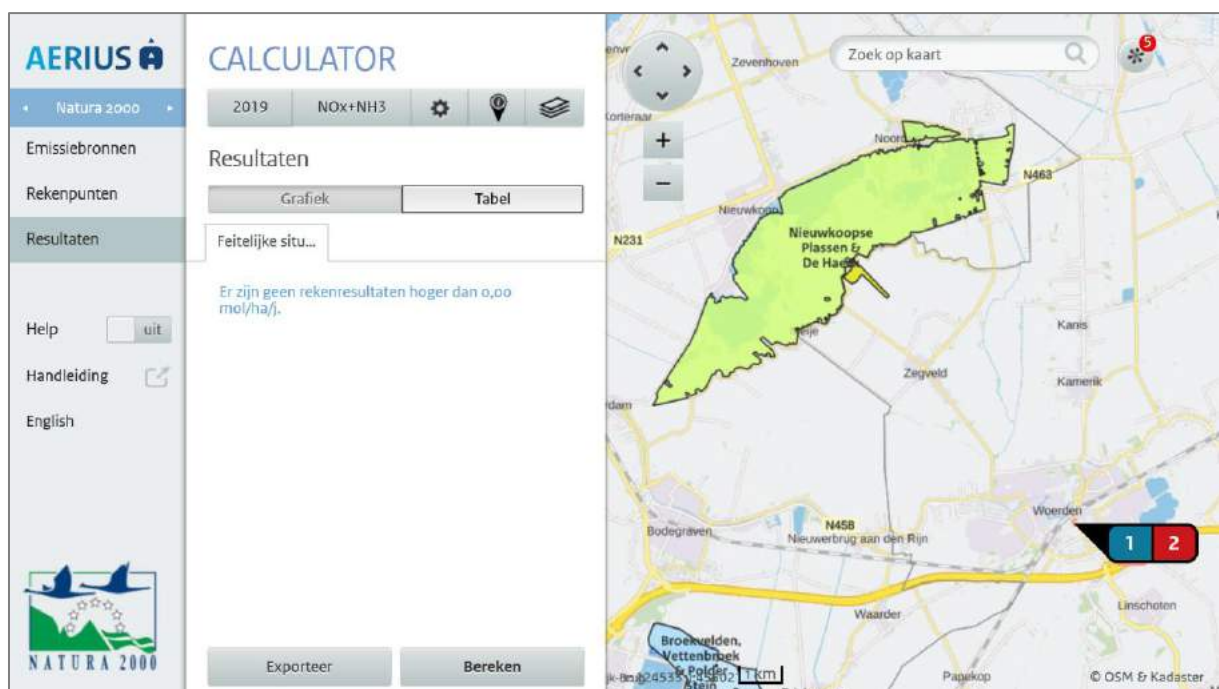 AERIUS
Natura 2000
Emissiebronnen
Rekenpunten
Resultaten
Help
uit
Handleiding
English
NATURA 2000
CALCULATOR
2019
NOx+NH3
Resultaten
Grafiek
Tabel
Feitelijke situ...
Er zijn geen rekenresultaten hoger dan 0,00
mol/ha/j.
Exporteer
Bereken
Zoek op kaart
5
Zevenhoven
Noord
N463
Nieuwkoop
N231
Nieuwkoopse
Plassen &
De Haeck
Kanis
Zegveld
Kamerik
Woerden
Bodegraven
N458
Nieuwerbrug aan den Rijn
1
2
Linschoten
Waarder
Broekvelden,
Vettenbroek
& Polder
Stein
1 km
Papekop
© OSM & Kadaster